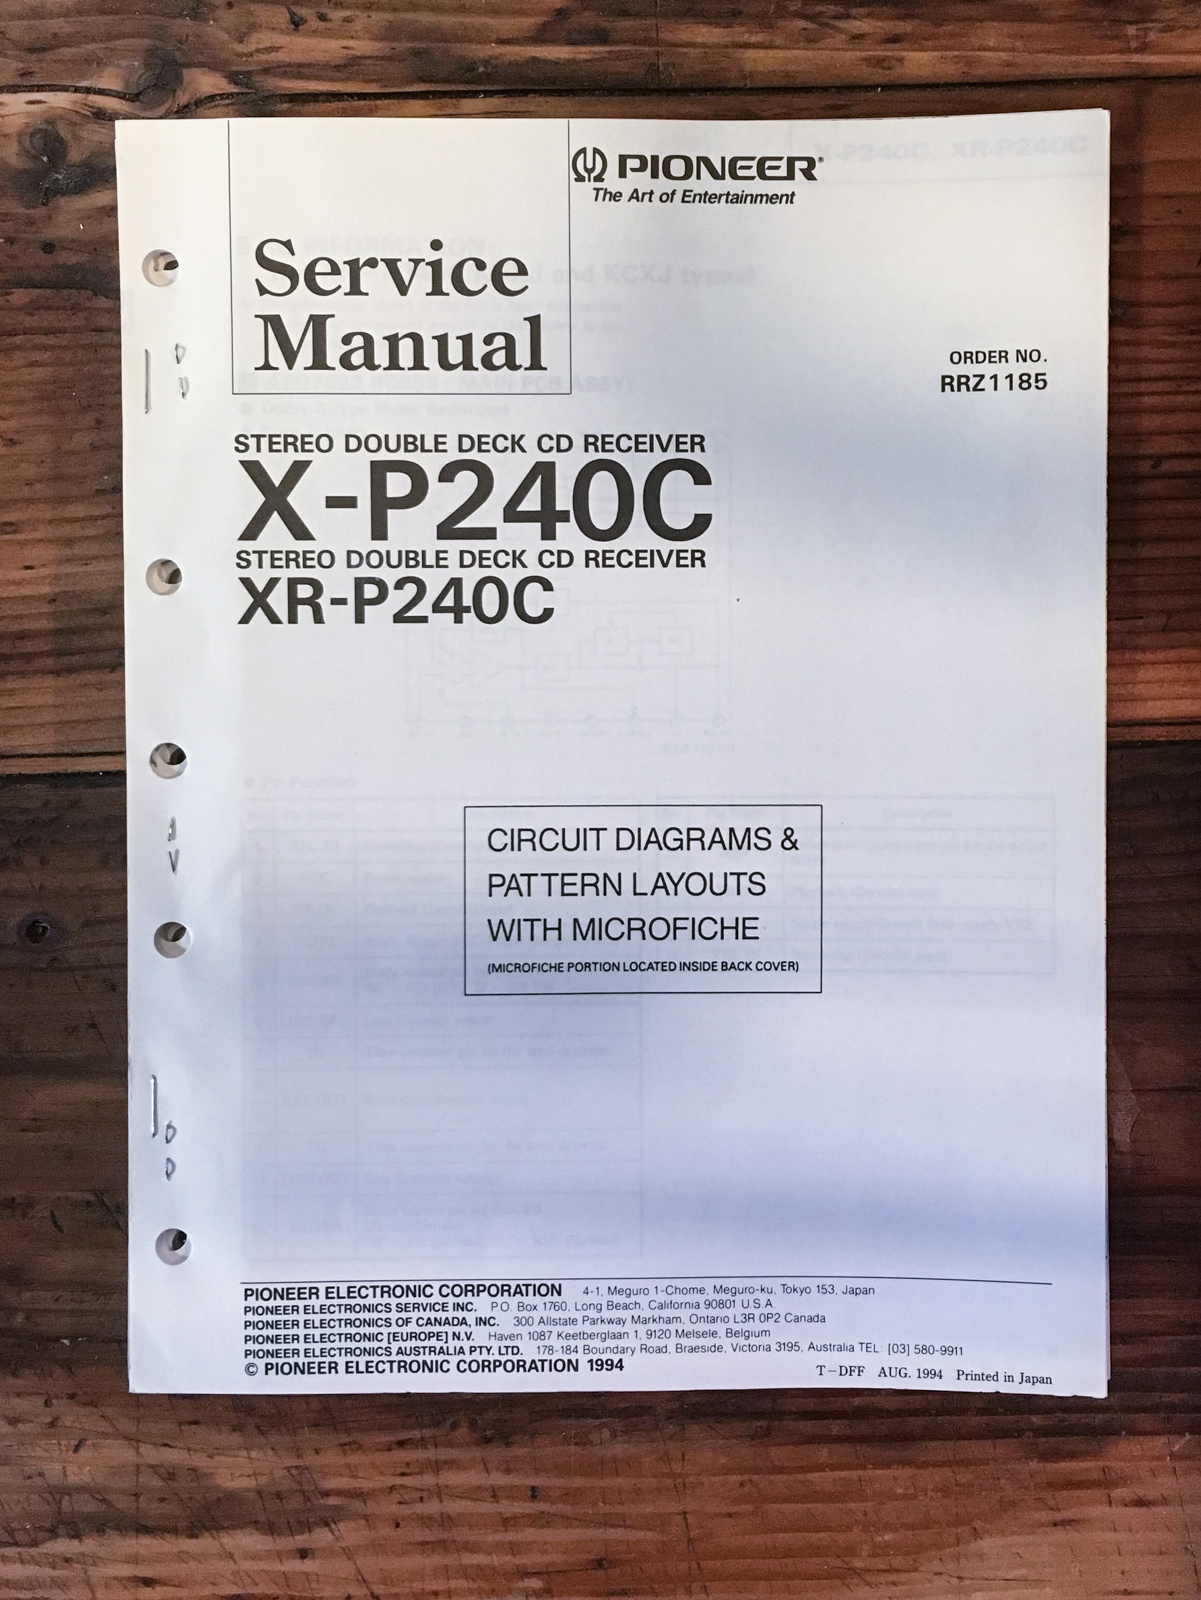 PIONEER
The Art of Entertainment
Service
Manual
ORDER NO.
RRZ1185
STEREO DOUBLE DECK CD RECEIVER
X-P240C
STEREO DOUBLE DECK CD RECEIVER
XR-P240C
CIRCUIT DIAGRAMS &
PATTERN LAYOUTS
WITH MICROFICHE
(MICROFICHE PORTION LOCATED INSIDE BACK COVER)
PIONEER ELECTRONIC CORPORATION 4-1, Meguro 1-Chome, Meguro-ku, Tokyo 153, Japan
PIONEER ELECTRONICS SERVICE INC. P.O. Box 1760, Long Beach, California 90801 U.S.A.
PIONEER ELECTRONICS OF CANADA, INC. 300 Allstate Parkway Markham, Ontario L3R 0P2 Canada
PIONEER ELECTRONIC [EUROPE] N.V. Haven 1087 Keetberglaan 1, 9120 Melsele, Belgium
PIONEER ELECTRONICS AUSTRALIA PTY. LTD. 178-184 Boundary Road, Braeside, Victoria 3195, Australia TEL: [03] 580-9911
© PIONEER ELECTRONIC CORPORATION 1994
T-DFF AUG. 1994 Printed in Japan